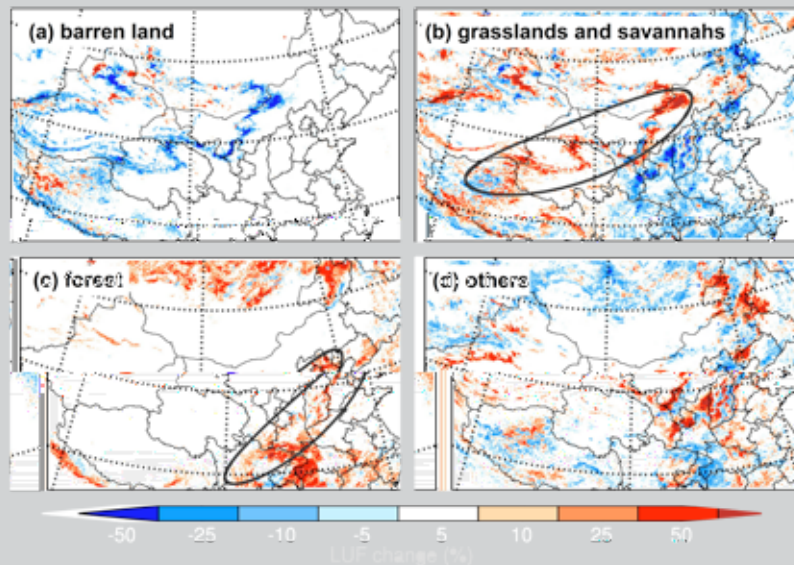 (a) barren land
(b) grasslands and savannahs
(c) forest
(d) others
-50 -25 -10 -5 5 10 25 50
LUF change (%)